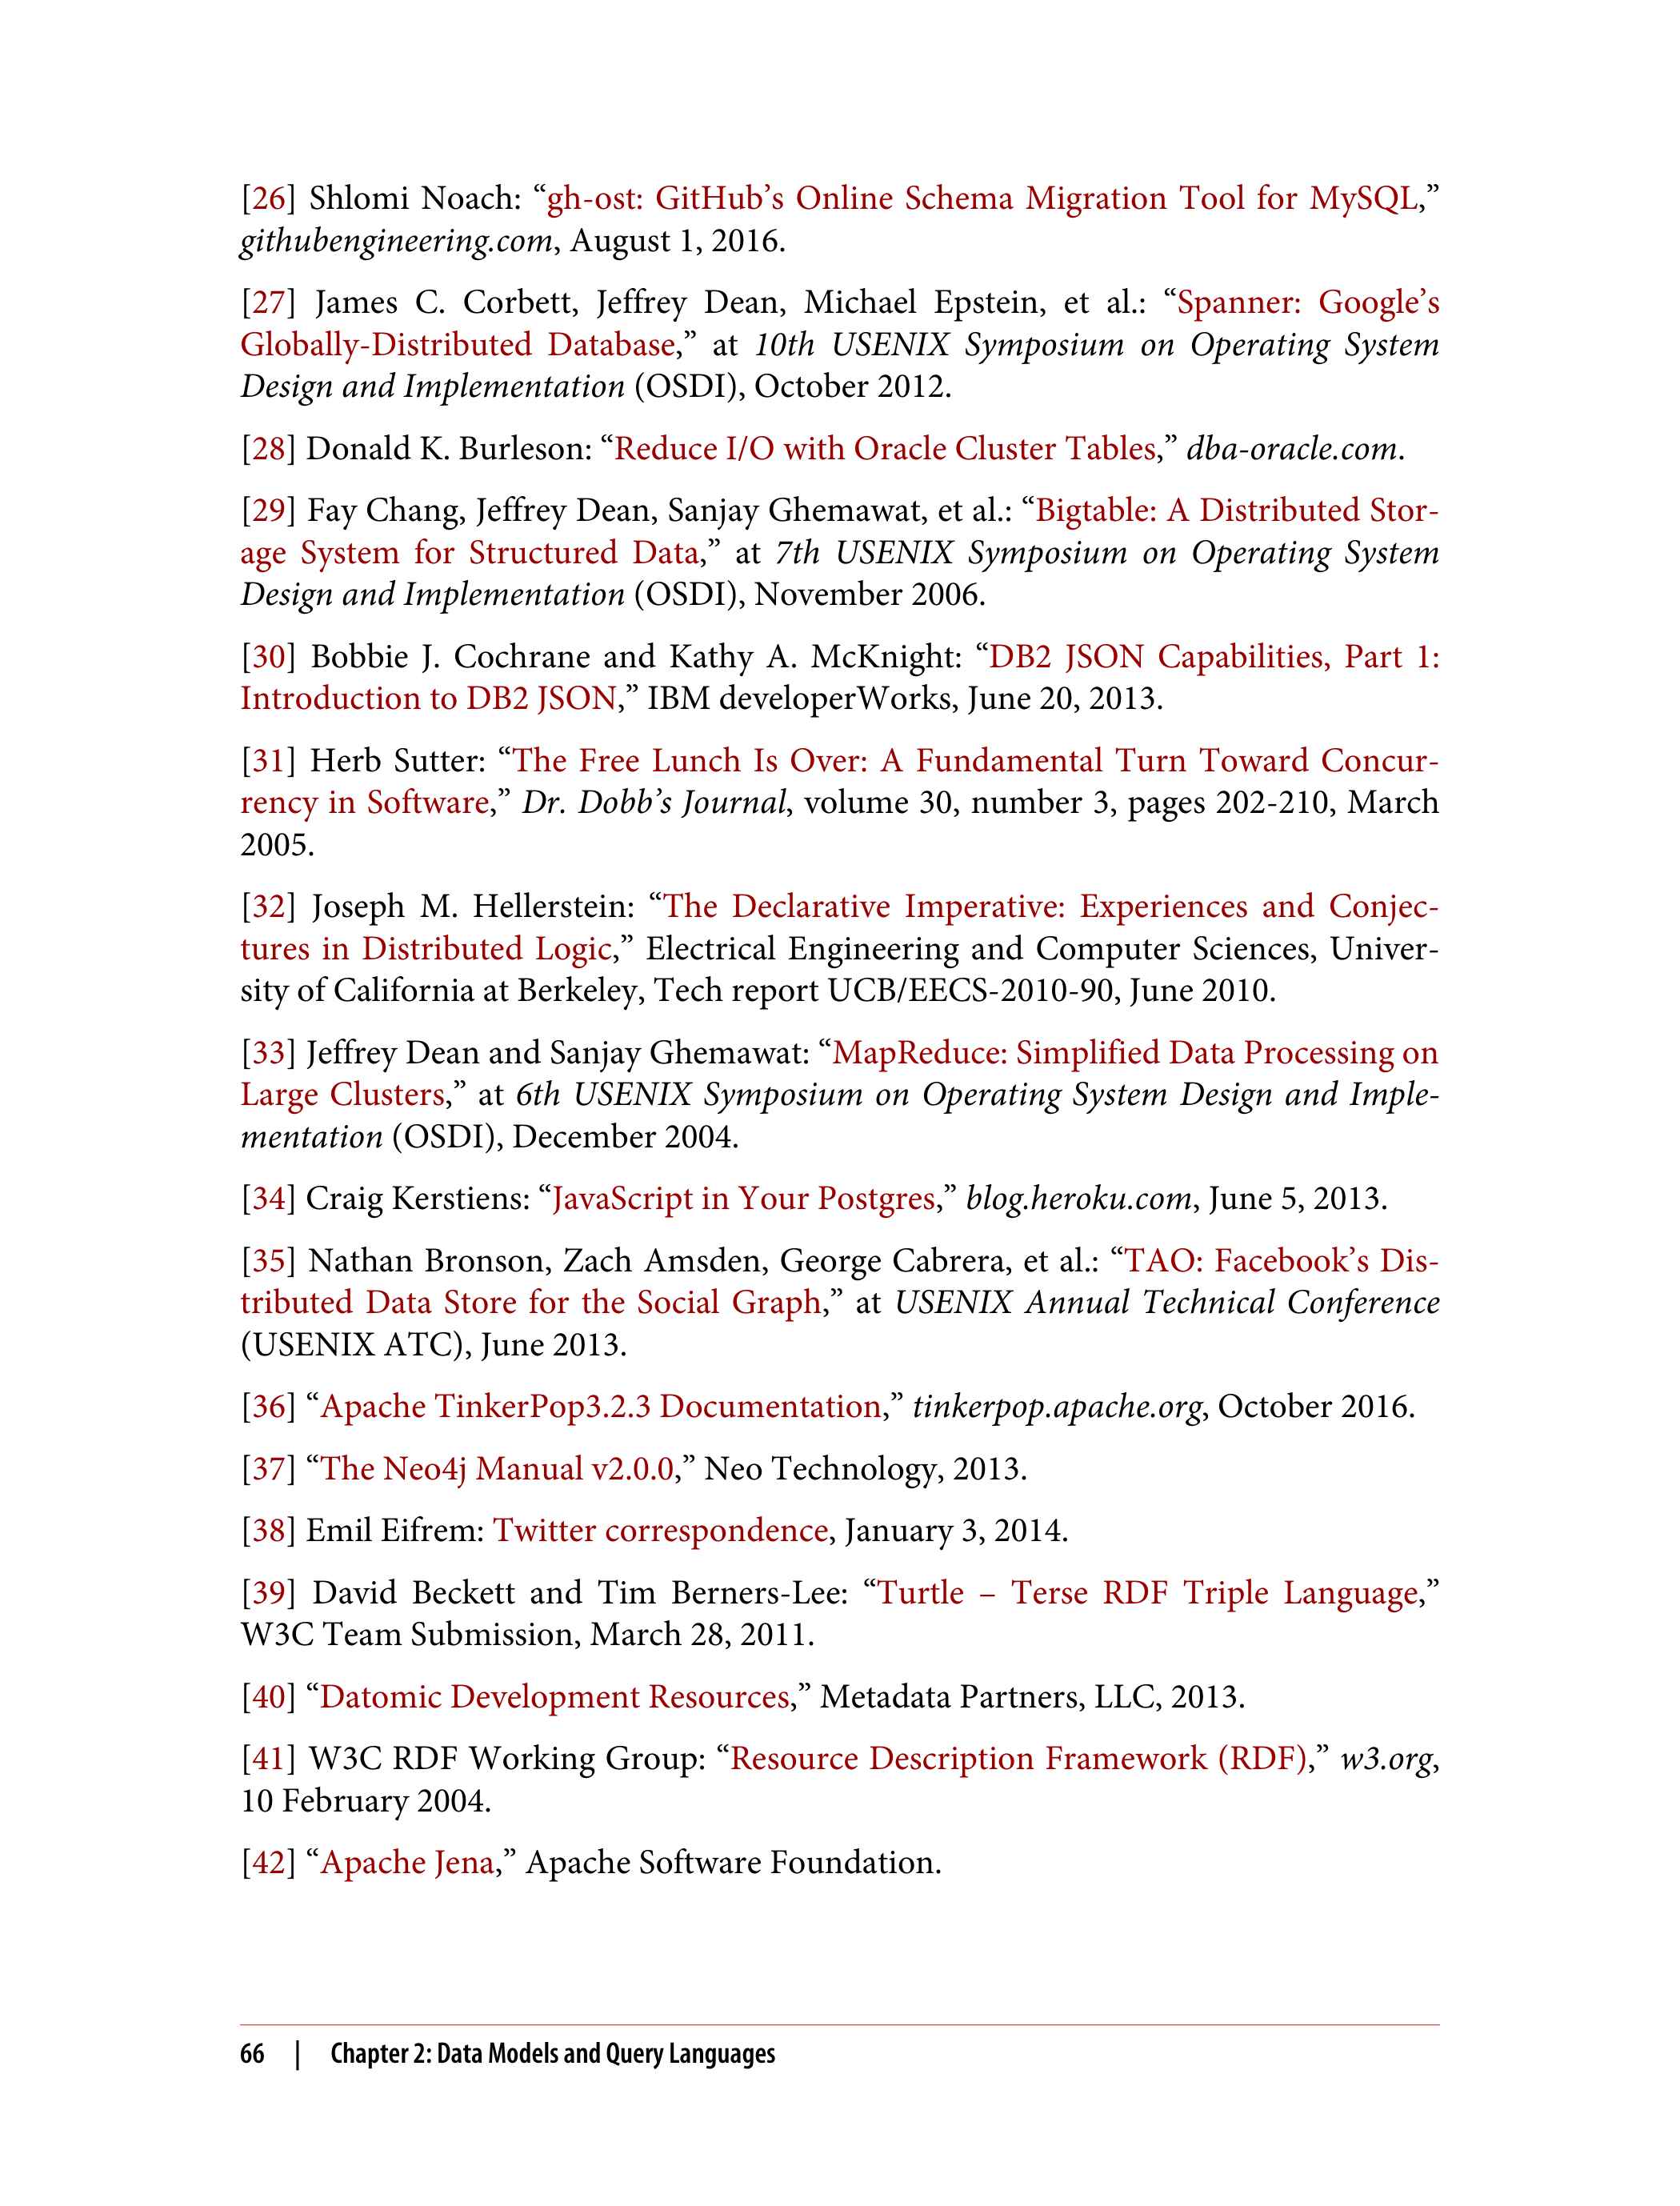 [26] Shlomi Noach: “gh-ost: GitHub’s Online Schema Migration Tool for MySQL,”
githubengineering.com, August 1, 2016.
[27] James C. Corbett, Jeffrey Dean, Michael Epstein, et al.: “Spanner: Google’s
Globally-Distributed Database,” at 10th USENIX Symposium on Operating System
Design and Implementation (OSDI), October 2012.
[28] Donald K. Burleson: “Reduce I/O with Oracle Cluster Tables,” dba-oracle.com.
[29] Fay Chang, Jeffrey Dean, Sanjay Ghemawat, et al.: “Bigtable: A Distributed Stor-
age System for Structured Data,” at 7th USENIX Symposium on Operating System
Design and Implementation (OSDI), November 2006.
[30] Bobbie J. Cochrane and Kathy A. McKnight: “DB2 JSON Capabilities, Part 1:
Introduction to DB2 JSON,” IBM developerWorks, June 20, 2013.
[31] Herb Sutter: “The Free Lunch Is Over: A Fundamental Turn Toward Concur-
rency in Software,” Dr. Dobb’s Journal, volume 30, number 3, pages 202-210, March
2005.
[32] Joseph M. Hellerstein: “The Declarative Imperative: Experiences and Conjec-
tures in Distributed Logic,” Electrical Engineering and Computer Sciences, Univer-
sity of California at Berkeley, Tech report UCB/EECS-2010-90, June 2010.
[33] Jeffrey Dean and Sanjay Ghemawat: “MapReduce: Simplified Data Processing on
Large Clusters,” at 6th USENIX Symposium on Operating System Design and Imple-
mentation (OSDI), December 2004.
[34] Craig Kerstiens: “JavaScript in Your Postgres,” blog.heroku.com, June 5, 2013.
[35] Nathan Bronson, Zach Amsden, George Cabrera, et al.: “TAO: Facebook’s Dis-
tributed Data Store for the Social Graph,” at USENIX Annual Technical Conference
(USENIX ATC), June 2013.
[36] “Apache TinkerPop3.2.3 Documentation,” tinkerpop.apache.org, October 2016.
[37] “The Neo4j Manual v2.0.0,” Neo Technology, 2013.
[38] Emil Eifrem: Twitter correspondence, January 3, 2014.
[39] David Beckett and Tim Berners-Lee: “Turtle – Terse RDF Triple Language,”
W3C Team Submission, March 28, 2011.
[40] “Datomic Development Resources,” Metadata Partners, LLC, 2013.
[41] W3C RDF Working Group: “Resource Description Framework (RDF),” w3.org,
10 February 2004.
[42] “Apache Jena,” Apache Software Foundation.
66 | Chapter 2: Data Models and Query Languages